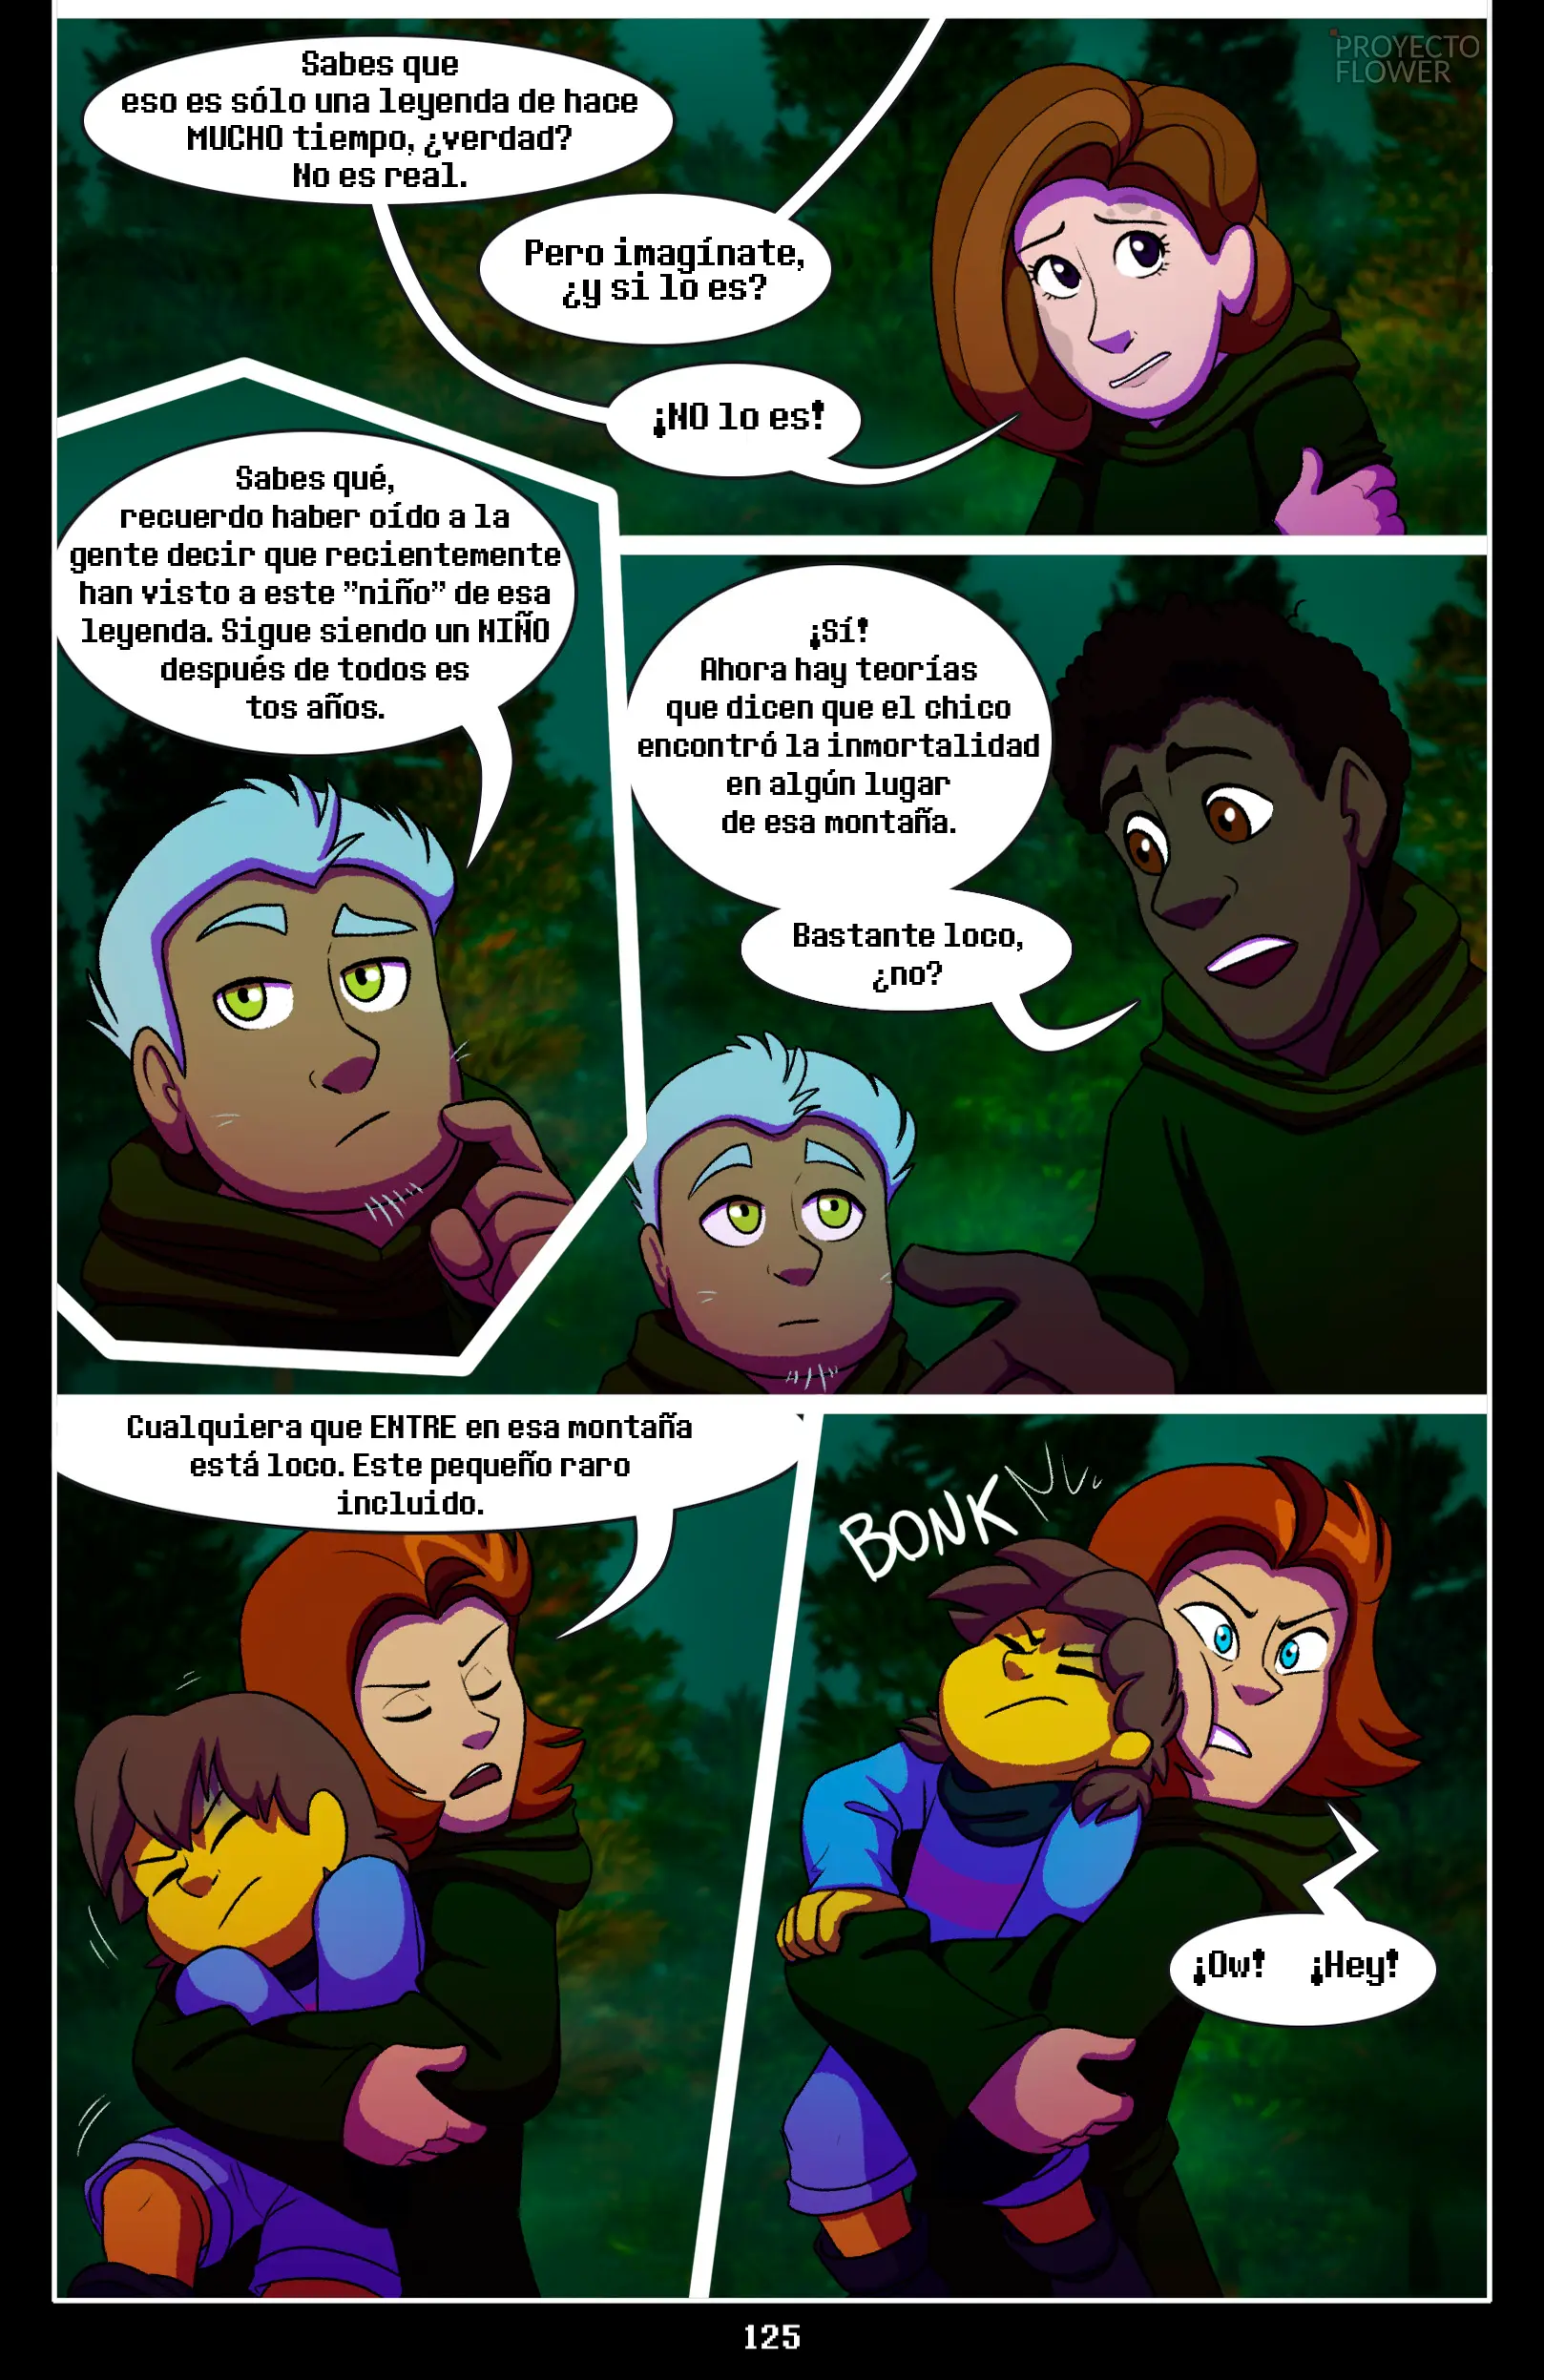 PROYECTO
FLOWER
Sabes que
eso es sólo una leyenda de hace
MUCHO tiempo, ¿verdad?
No es real.
Pero imagínate,
¿y si lo es?
¡NO lo es!
Sabes qué,
recuerdo haber oído a la
gente decir que recientemente
han visto a este "niño" de esa
leyenda. Sigue siendo un NIÑO
después de todos es
tos años.
¡Sí!
Ahora hay teorías
que dicen que el chico
encontró la inmortalidad
en algún lugar
de esa montaña.
Bastante loco,
¿no?
Cualquiera que ENTRE en esa montaña
está loco. Este pequeño raro
incluido.
BONK
¡Ow! ¡Hey!
125